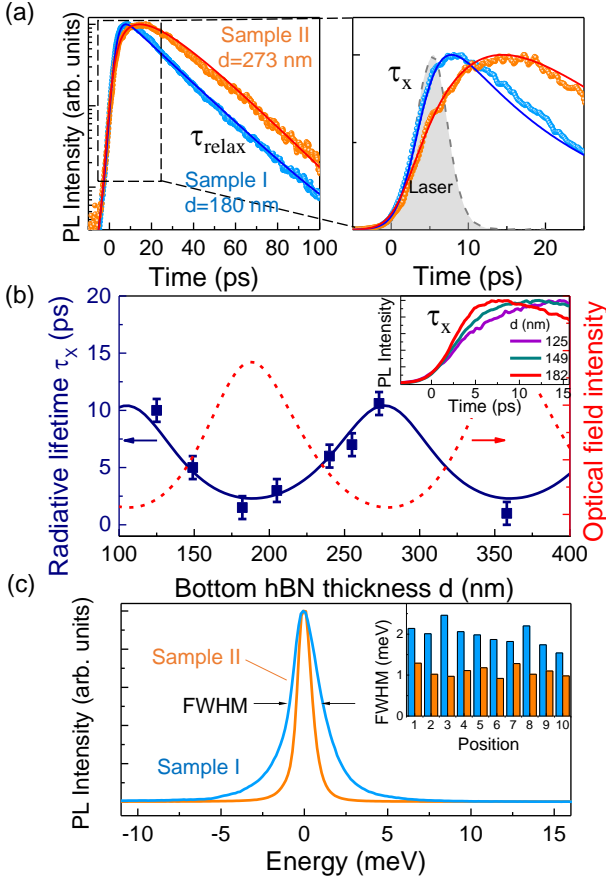 (a)
PL Intensity (arb. units)
Sample II
d=273 nm
τrelax
Sample I
d=180 nm
0 20 40 60 80 100
Time (ps)
τx
Laser
0 10 20
Time (ps)
(b)
Radiative lifetime τx (ps)
20
15
10
5
0
PL Intensity
τx
d (nm)
125
149
182
0 5 10 15
Time (ps)
Optical field intensity
100 150 200 250 300 350 400
Bottom hBN thickness d (nm)
(c)
PL Intensity (arb. units)
Sample II
FWHM
Sample I
FWHM (meV)
2
1
0
1 2 3 4 5 6 7 8 9 10
Position
-10 -5 0 5 10 15
Energy (meV)